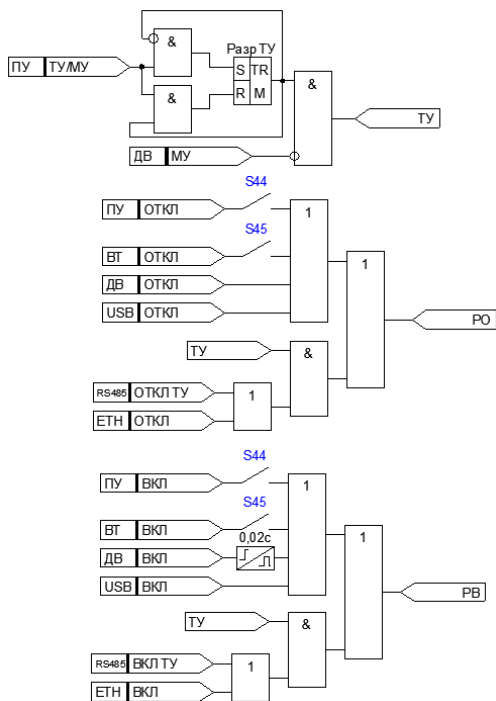 &
Разр ТУ
ПУ ТУ/МУ
S TR
&
&
R M
ТУ
ДВ МУ
S44
ПУ ОТКЛ
1
S45
ВТ ОТКЛ
1
ДВ ОТКЛ
USB ОТКЛ
РО
ТУ
&
RS485 ОТКЛ ТУ
1
ETH ОТКЛ
S44
ПУ ВКЛ
1
S45
ВТ ВКЛ
0,02с
1
ДВ ВКЛ
USB ВКЛ
РВ
ТУ
&
RS485 ВКЛ ТУ
1
ETH ВКЛ